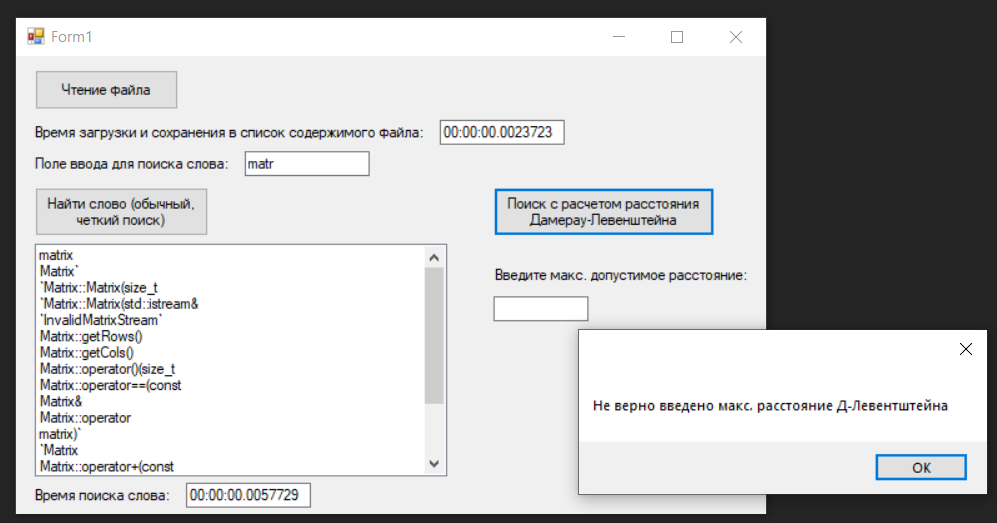 Form1
Чтение файла
Время загрузки и сохранения в список содержимого файла: 00:00:00.0023723
Поле ввода для поиска слова: matr
Найти слово (обычный,
четкий поиск)
Поиск с расчетом расстояния
Дамерау-Левенштейна
matrix
Matrix`
`Matrix::Matrix(size_t
`Matrix::Matrix(std::istream&
`InvalidMatrixStream`
Matrix::getRows()
Matrix::getCols()
Matrix::operator()(size_t
Matrix::operator==(const
Matrix&
Matrix::operator
matrix)`
`Matrix
Matrix::operator+(const
Введите макс. допустимое расстояние:
Не верно введено макс. расстояние Д-Левентштейна
OK
Время поиска слова: 00:00:00.0057729